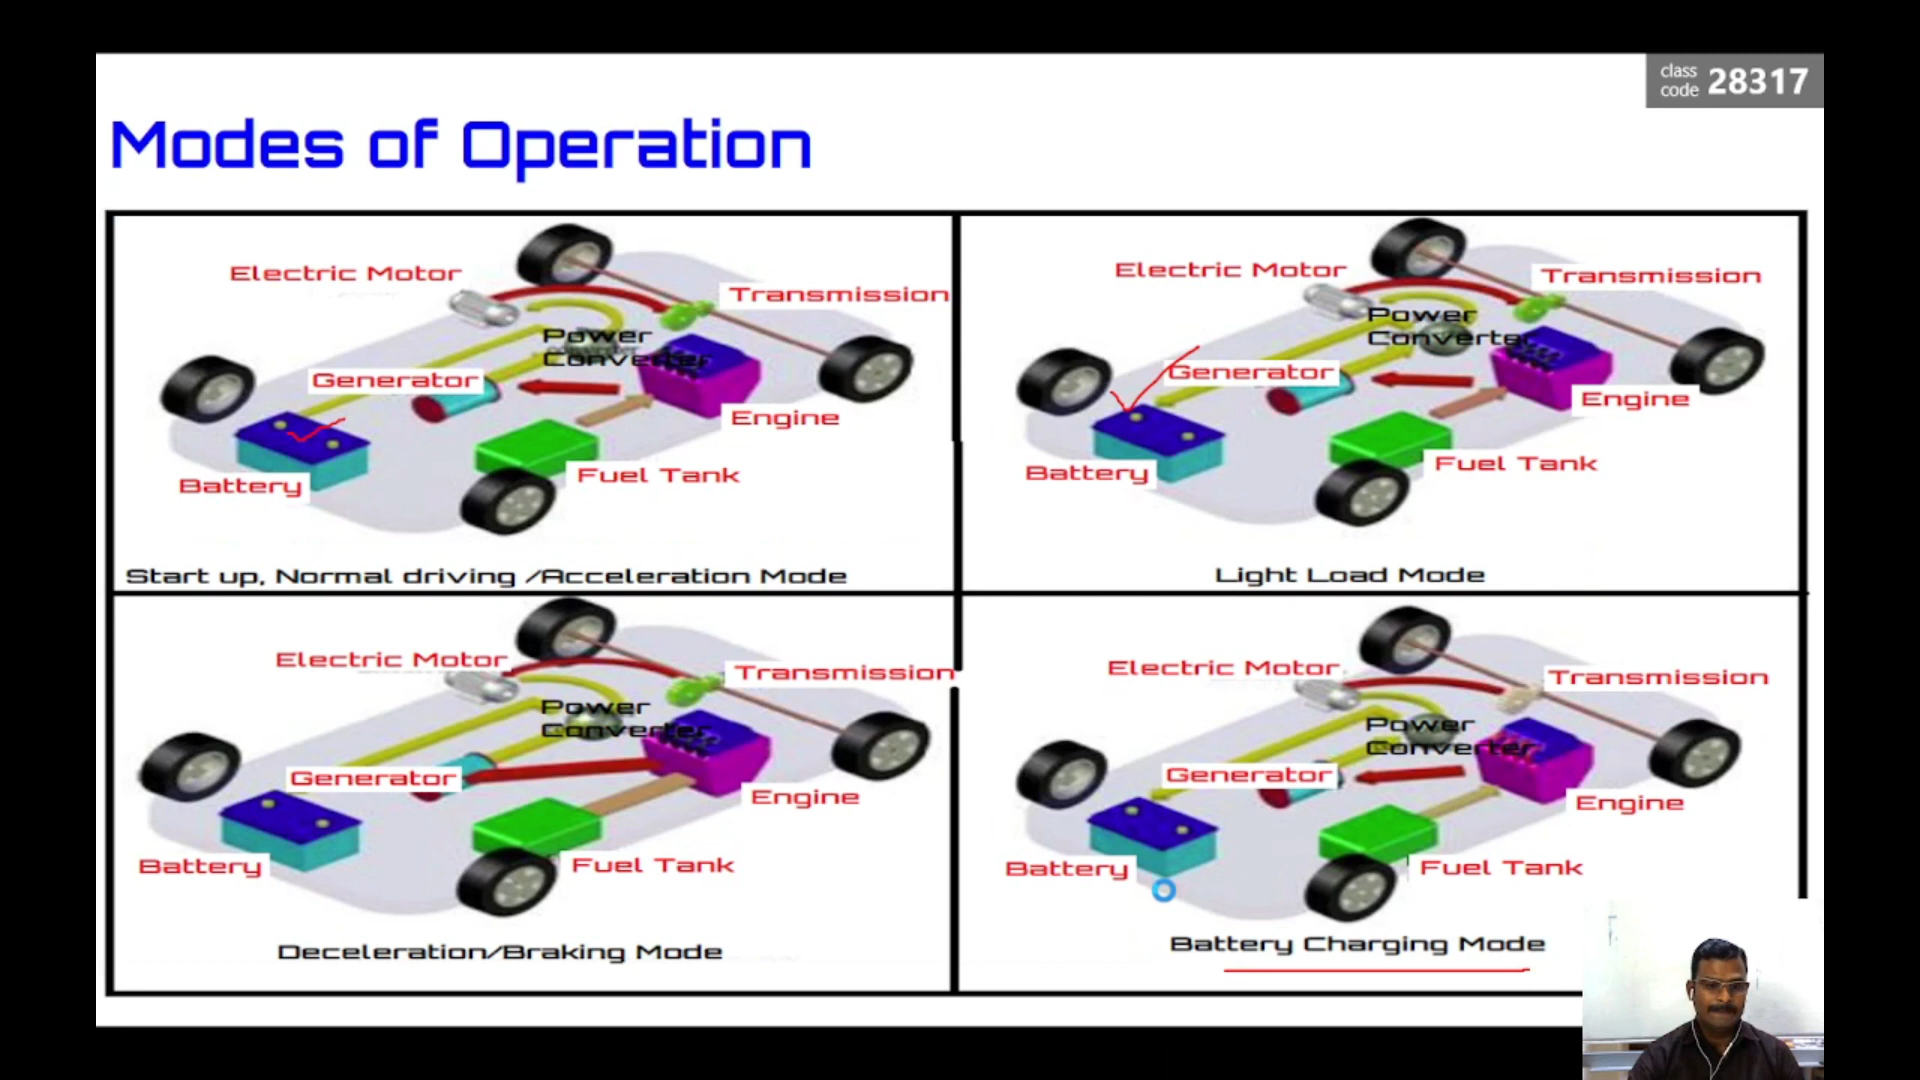 class
code 28317
Modes of Operation
Electric Motor
Transmission
Power
Converter
Generator
Engine
Fuel Tank
Battery
Start up, Normal driving /Acceleration Mode
Electric Motor
Transmission
Power
Converter
Generator
Engine
Fuel Tank
Battery
Light Load Mode
Electric Motor
Transmission
Power
Converter
Generator
Engine
Fuel Tank
Battery
Deceleration/Braking Mode
Electric Motor
Transmission
Power
Converter
Generator
Engine
Fuel Tank
Battery
Battery Charging Mode